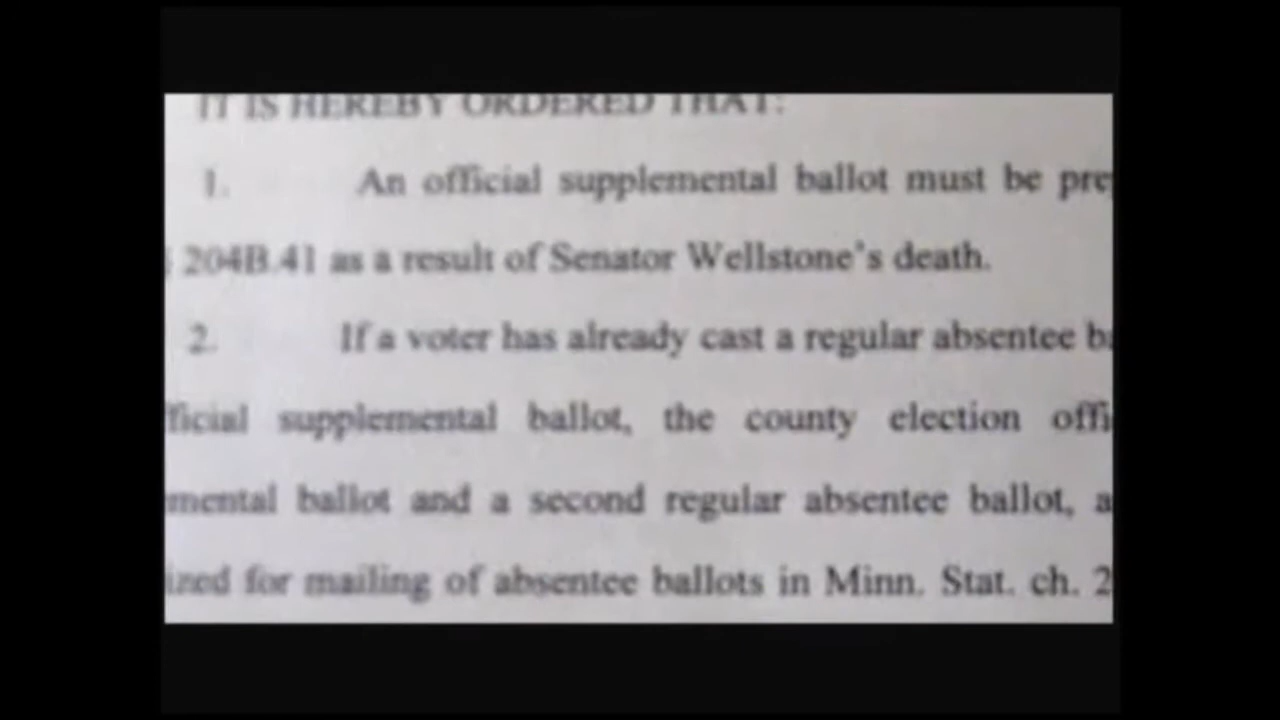 IT IS HEREBY ORDERED THAT:
1. An official supplemental ballot must be pre
§ 204B.41 as a result of Senator Wellstone's death.
2. If a voter has already cast a regular absentee ba
ficial supplemental ballot, the county election offi
mental ballot and a second regular absentee ballot, a
ized for mailing of absentee ballots in Minn. Stat. ch. 2